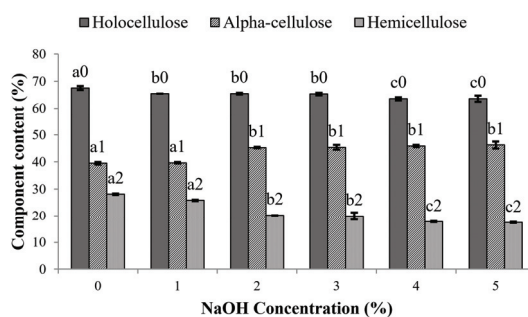 Holocellulose Alpha-cellulose Hemicellulose
Component content (%)
80
70
60
50
40
30
20
10
0
a0 b0 b0 b0 c0 c0
a1 a1 b1 b1 b1 b1
a2 a2 b2 b2 c2 c2
0 1 2 3 4 5
NaOH Concentration (%)